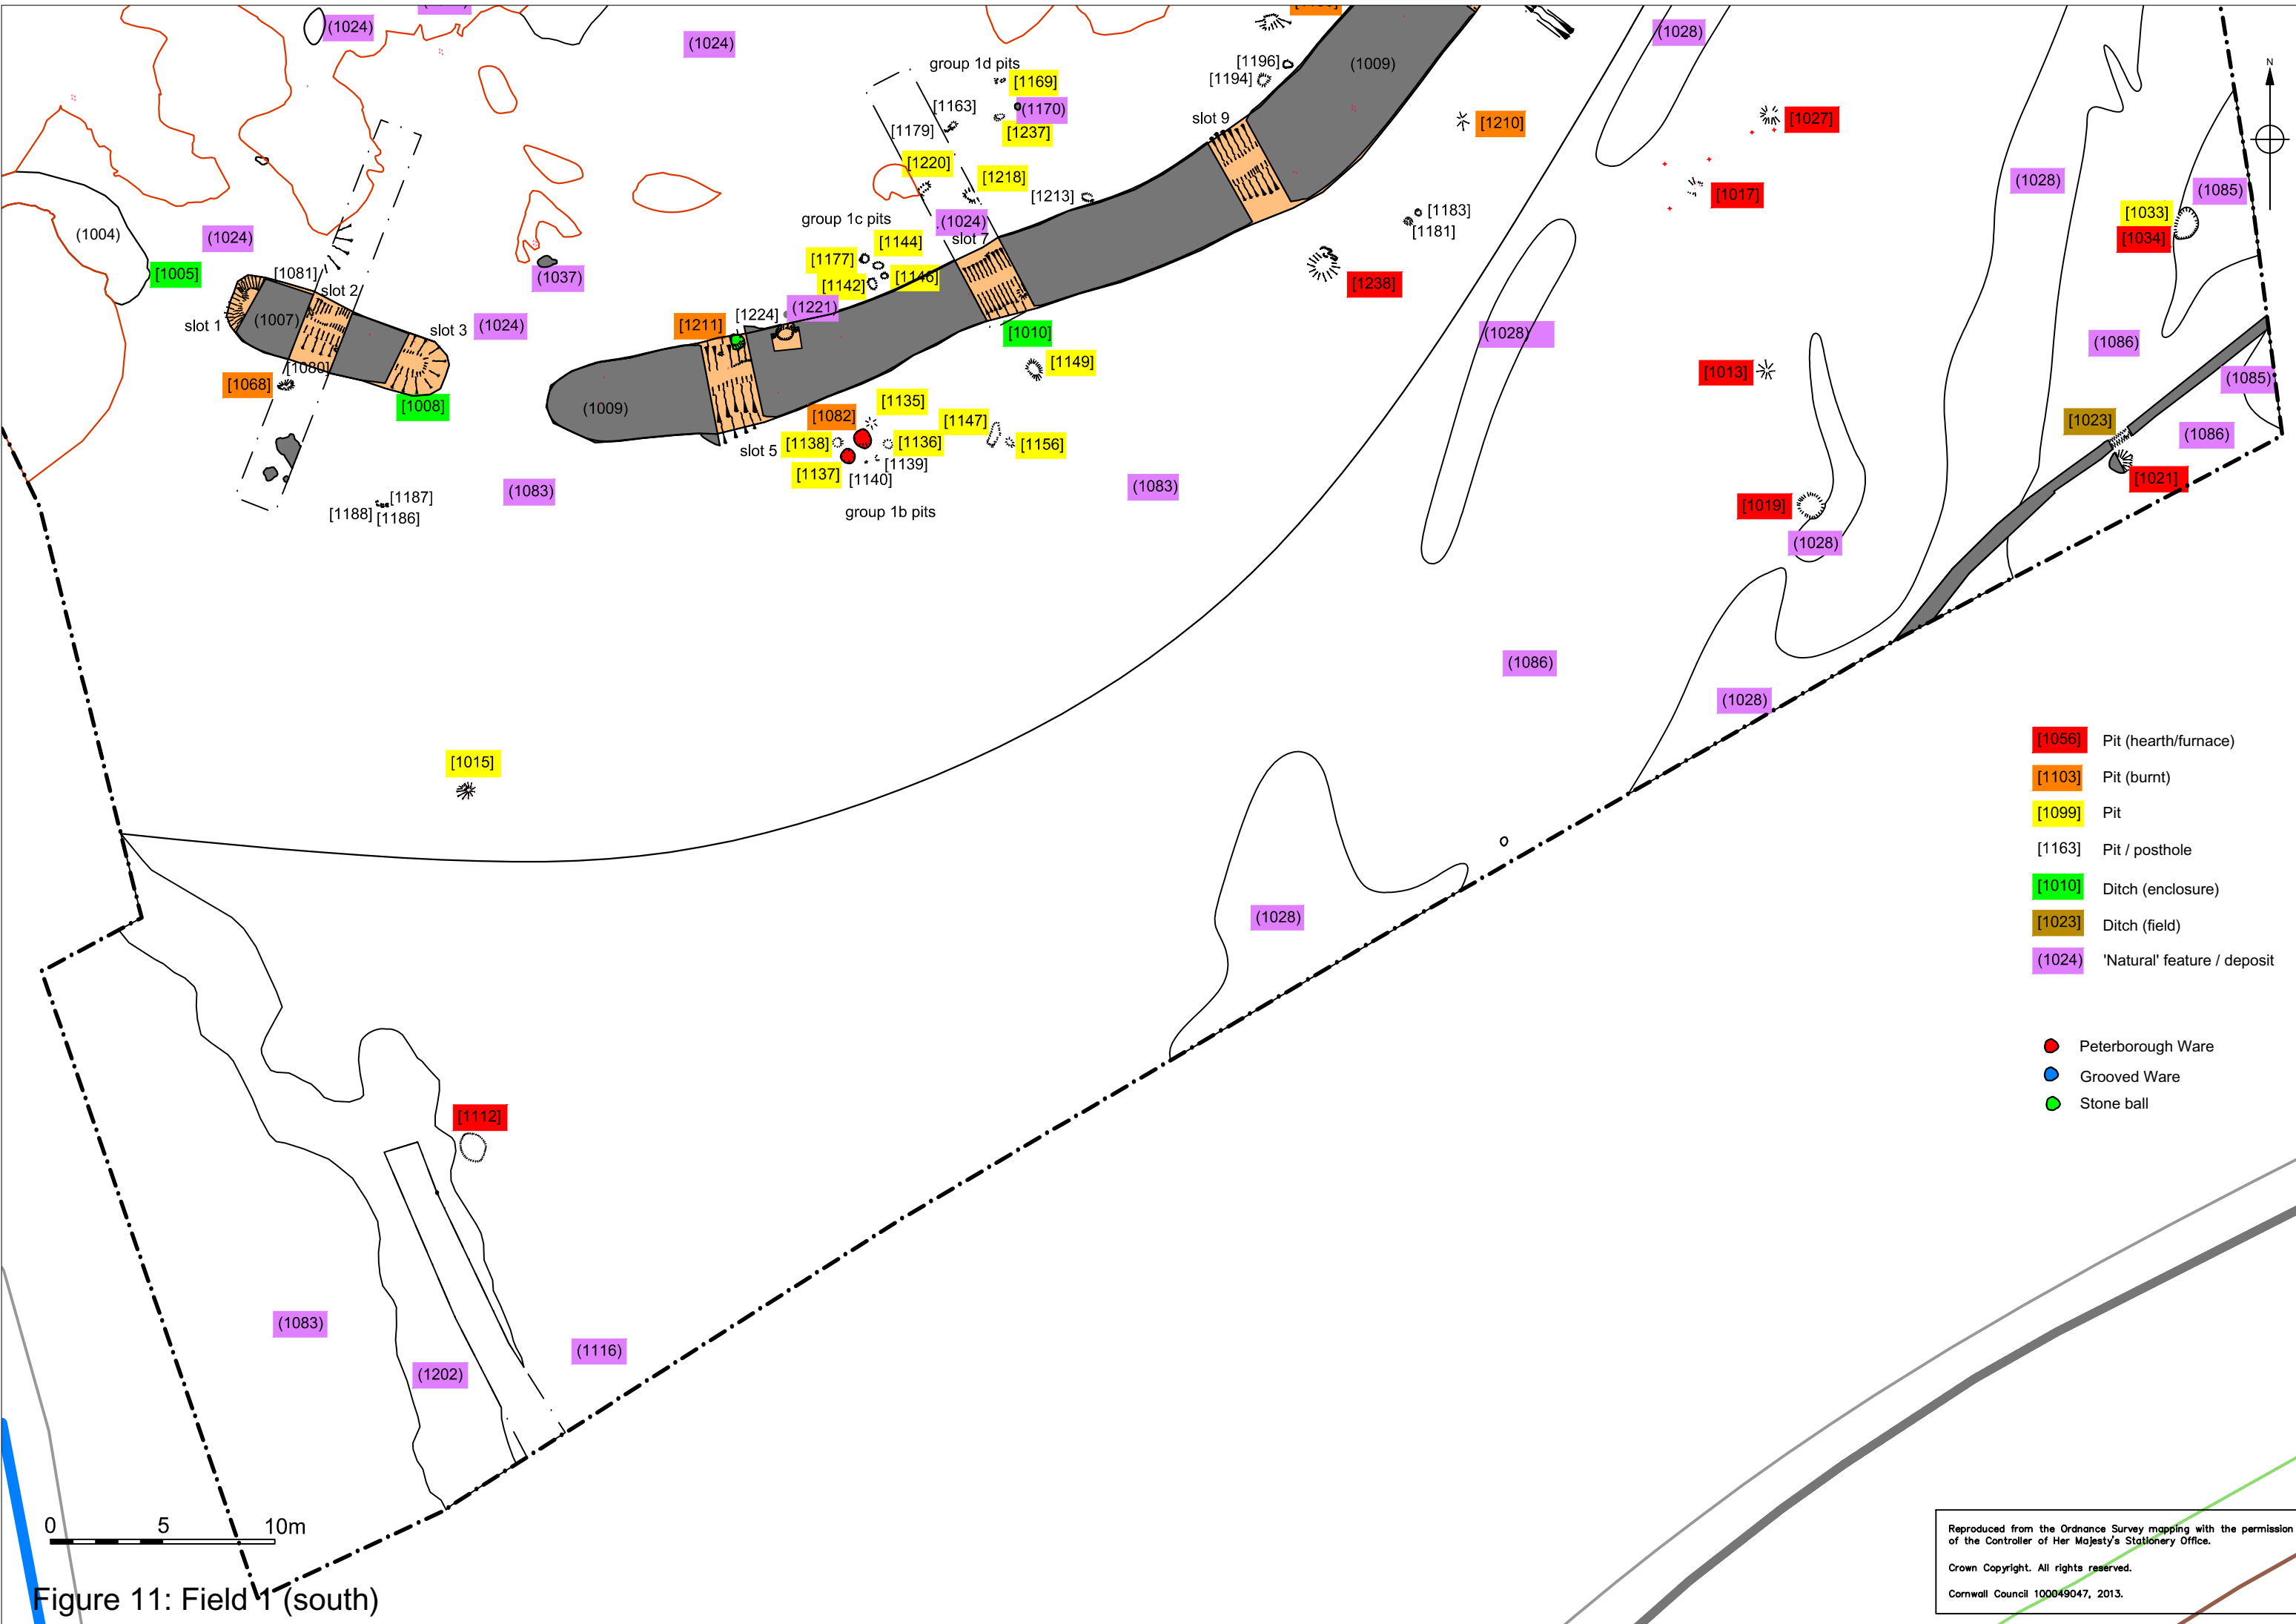 (1024)
(1024)
(1028)
group 1d pits
[1196]
(1009)
[1194]
[1169]
[1163]
(1170)
[1179]
[1237]
slot 9
[1210]
[1027]
N
[1220]
[1218]
[1213]
(1028)
(1085)
[1017]
[1033]
[1034]
[1183]
[1181]
(1004)
(1024)
group 1c pits
(1024)
slot 7
[1144]
[1177]
[1146]
[1142]
[1005]
[1081]
(1037)
[1238]
slot 2
slot 1
(1007)
slot 3
(1024)
[1211]
[1224]
(1221)
[1010]
(1028)
(1086)
[1149]
[1068]
[1080]
[1008]
[1013]
(1085)
(1009)
[1082]
[1135]
[1147]
[1023]
(1086)
slot 5
[1138]
[1136]
[1156]
[1137]
[1139]
[1140]
[1021]
(1083)
(1083)
[1187]
[1188]
[1186]
group 1b pits
[1019]
(1028)
(1086)
(1028)
[1015]
(1028)
[1056] Pit (hearth/furnace)
[1103] Pit (burnt)
[1099] Pit
[1163] Pit / posthole
[1010] Ditch (enclosure)
[1023] Ditch (field)
(1024) 'Natural' feature / deposit
Peterborough Ware
Grooved Ware
Stone ball
[1112]
(1083)
(1202)
(1116)
0 5 10m
Figure 11: Field 1 (south)
Reproduced from the Ordnance Survey mapping with the permission
of the Controller of Her Majesty's Stationery Office.
Crown Copyright. All rights reserved.
Cornwall Council 100049047, 2013.